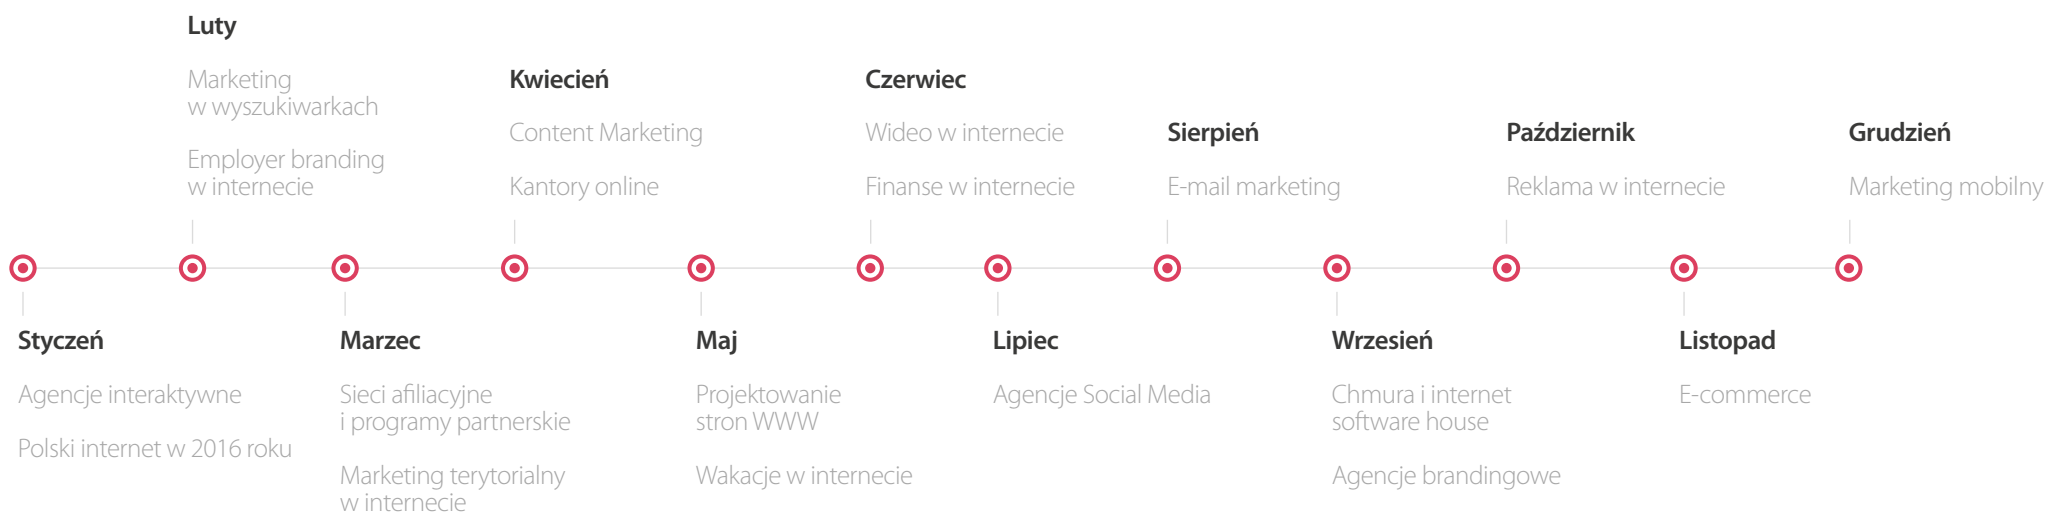 Luty
Marketing
w wyszukiwarkach
Employer branding
w internecie
Kwiecień
Content Marketing
Kantory online
Czerwiec
Wideo w internecie
Finanse w internecie
Sierpień
E-mail marketing
Październik
Reklama w internecie
Grudzień
Marketing mobilny
Styczeń
Agencje interaktywne
Polski internet w 2016 roku
Marzec
Sieci afiliacyjne
i programy partnerskie
Marketing terytorialny
w internecie
Maj
Projektowanie
stron WWW
Wakacje w internecie
Lipiec
Agencje Social Media
Wrzesień
Chmura i internet
software house
Agencje brandingowe
Listopad
E-commerce